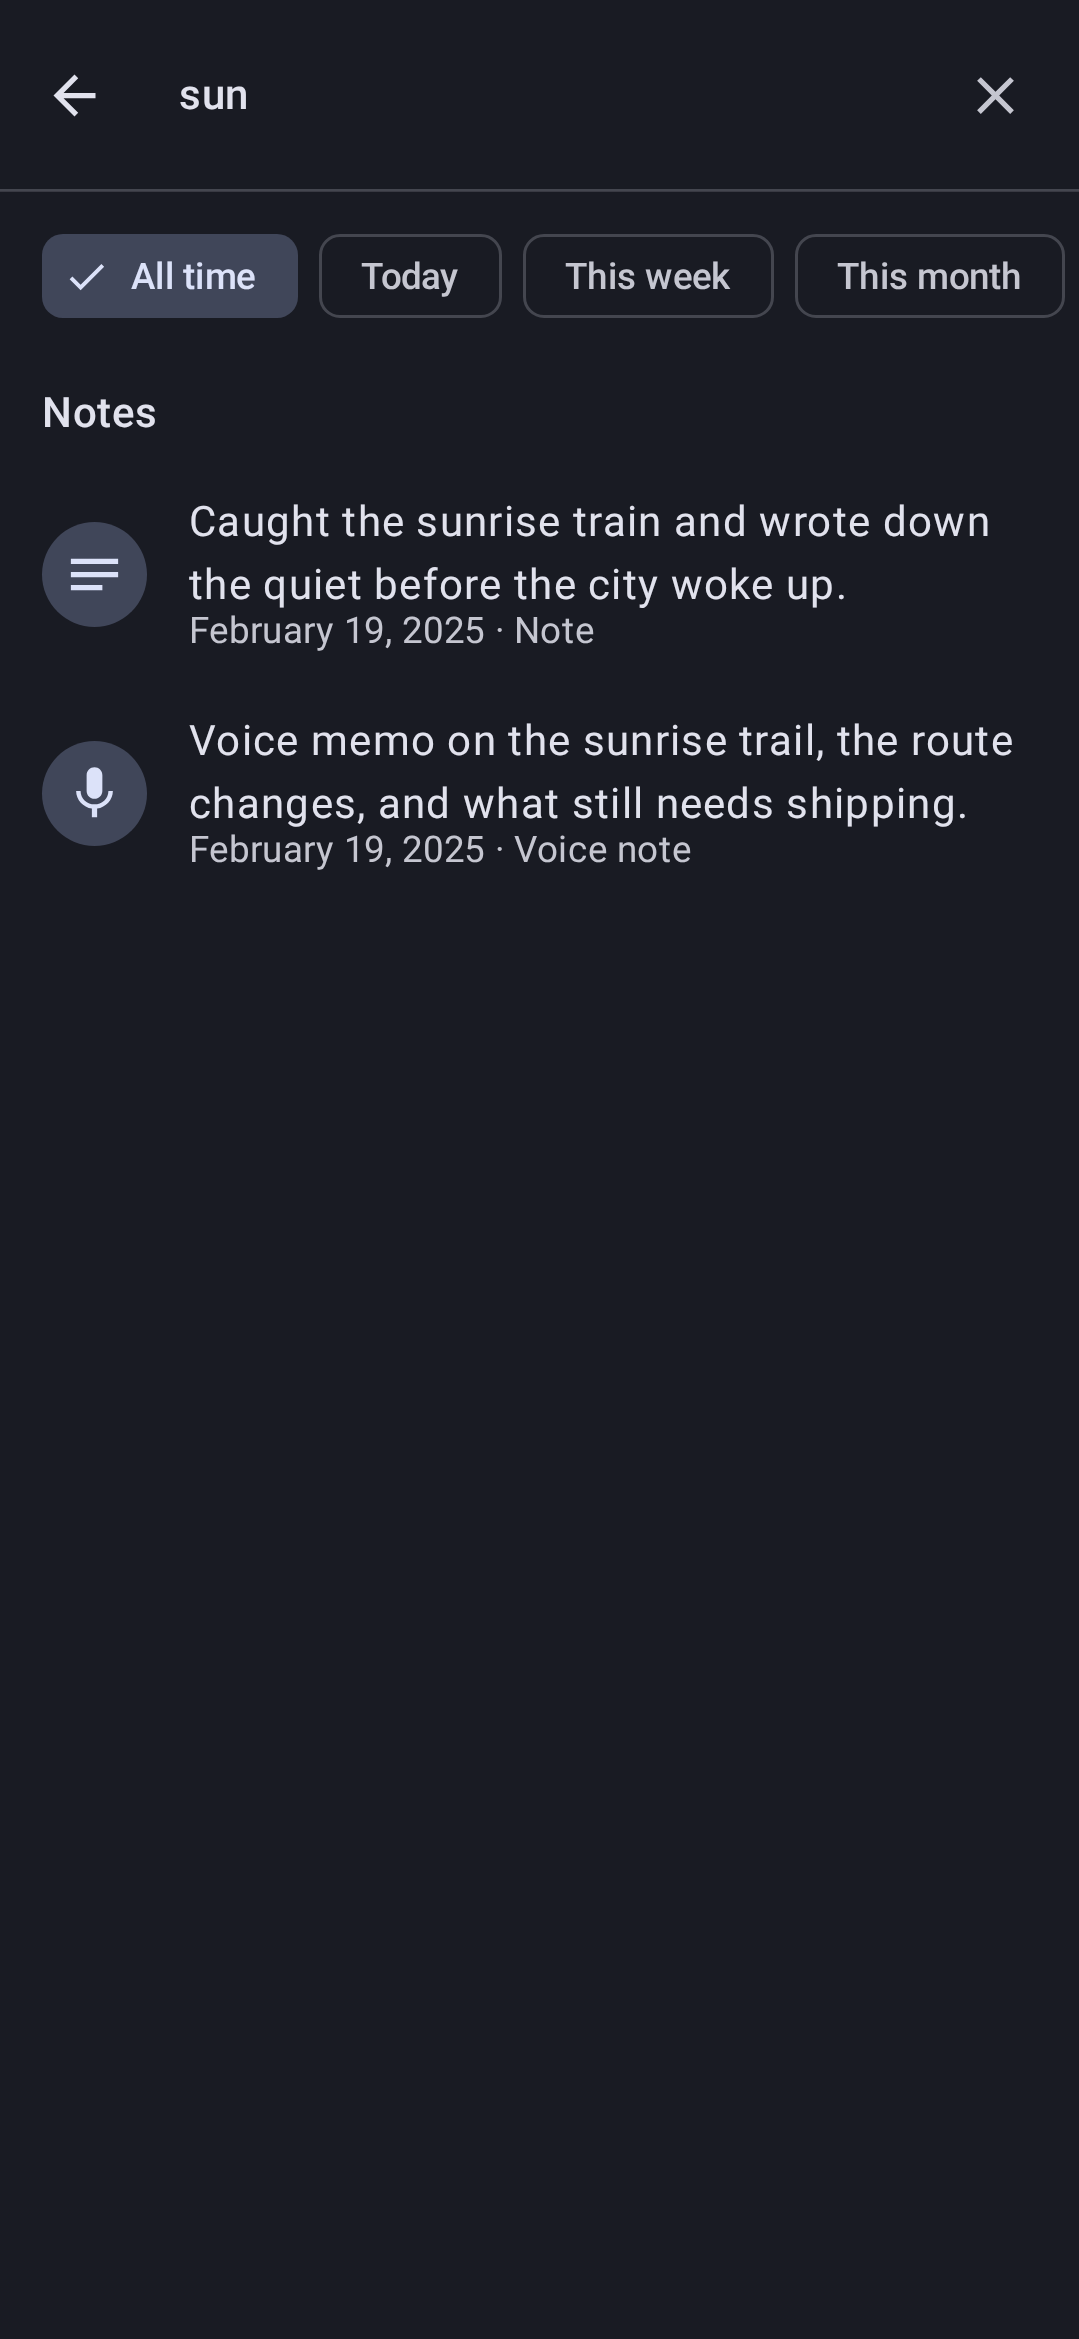 sun
All time
Today
This week
This month
Notes
Caught the sunrise train and wrote down
the quiet before the city woke up.
February 19, 2025 · Note
Voice memo on the sunrise trail, the route
changes, and what still needs shipping.
February 19, 2025 · Voice note